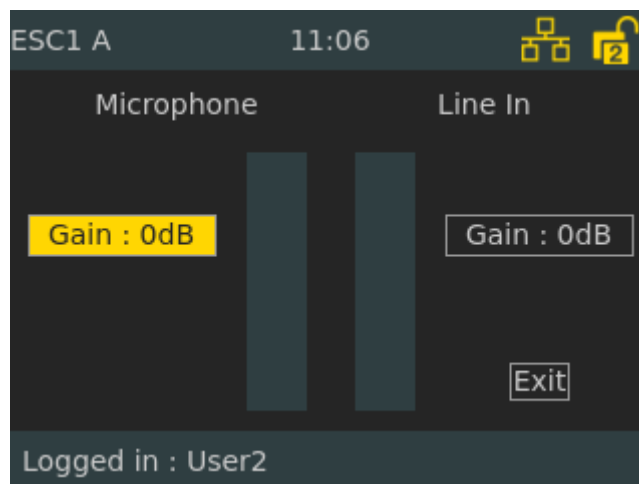 ESC1 A 11:06 2
Microphone Line In
Gain : 0dB Gain : 0dB
Exit
Logged in : User2